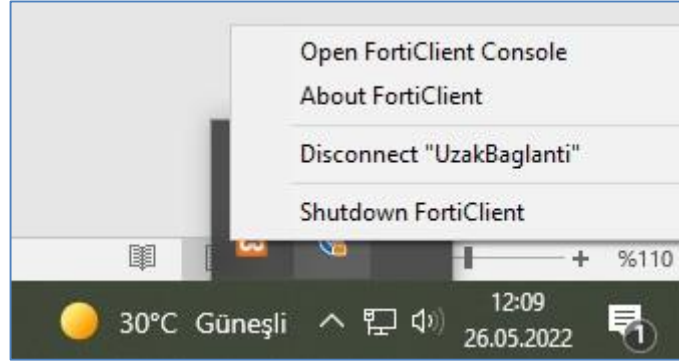 Open FortiClient Console
About FortiClient
Disconnect "UzakBaglanti"
Shutdown FortiClient
%110
30°C Güneşli
12:09
26.05.2022
1